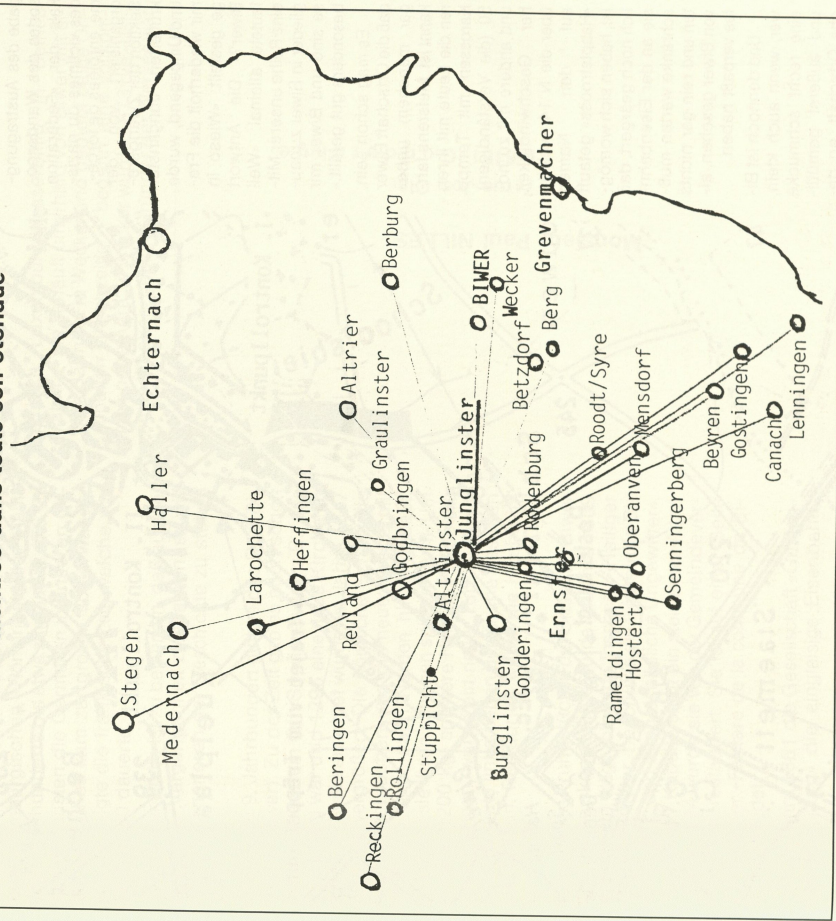 Echternach
Haller
Stegen
Medernach
Larochette
Heffingen
Reuland
Altrier
Graulinster
Godbringen
Berburg
Altlinster
Junglinster
BIWER
Wecker
Grevenmacher
Betzdorf
Berg
Beringen
Reckingen
Rollingen
Stuppicht
Burglinster
Gonderingen
Ernster
Rodenburg
Roodt/Syre
Mensdorf
Oberanven
Rameldingen
Hostert
Senningerberg
Beyren
Gostingen
Canach
Lenningen